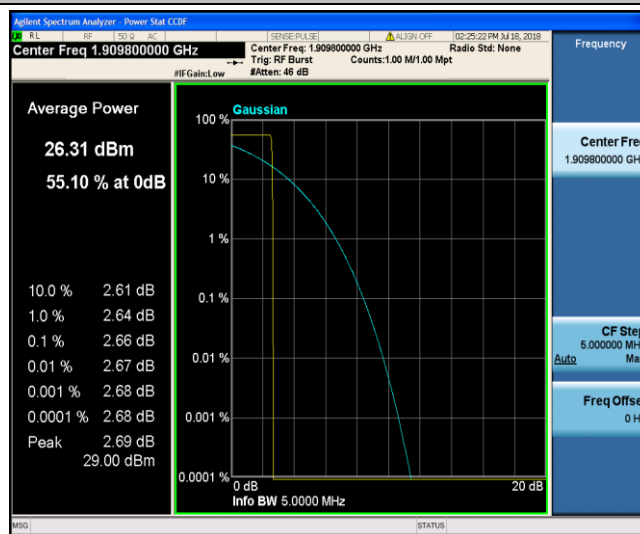 Agilent Spectrum Analyzer - Power Stat CCDF
RL RF 50 Ω AC SENSE:PULSE ALIGN OFF 02:25:22 PM Jul 18, 2018
Center Freq 1.909800000 GHz
Center Freq: 1.909800000 GHz Radio Std: None
Trig: RF Burst Counts:1.00 M/1.00 Mpt
#IFGain:Low #Atten: 46 dB
Frequency
Average Power
26.31 dBm
55.10 % at 0dB
10.0 % 2.61 dB
1.0 % 2.64 dB
0.1 % 2.66 dB
0.01 % 2.67 dB
0.001 % 2.68 dB
0.0001 % 2.68 dB
Peak 2.69 dB
29.00 dBm
Gaussian
100 %
10 %
1 %
0.1 %
0.01 %
0.001 %
0.0001 %
0 dB 20 dB
Info BW 5.0000 MHz
Center Fre
1.909800000 GH
CF Ste
5.000000 MH
Auto Ma
Freq Offse
0 H
MSG STATUS